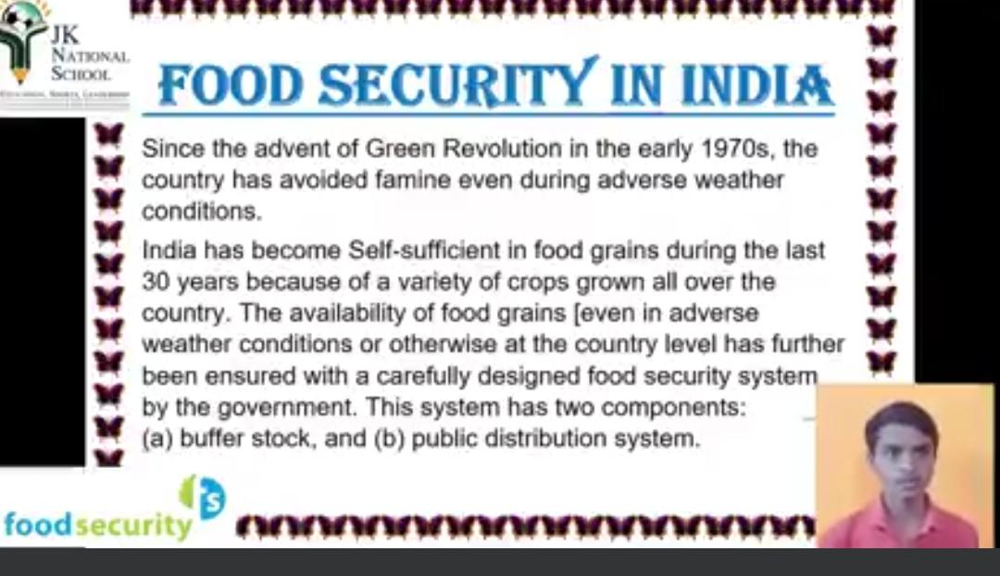 JK
NATIONAL
SCHOOL
FOOD SECURITY IN INDIA
Since the advent of Green Revolution in the early 1970s, the
country has avoided famine even during adverse weather
conditions.
India has become Self-sufficient in food grains during the last
30 years because of a variety of crops grown all over the
country. The availability of food grains [even in adverse
weather conditions or otherwise at the country level has further
been ensured with a carefully designed food security system
by the government. This system has two components:
(a) buffer stock, and (b) public distribution system.
foodsecurity
's